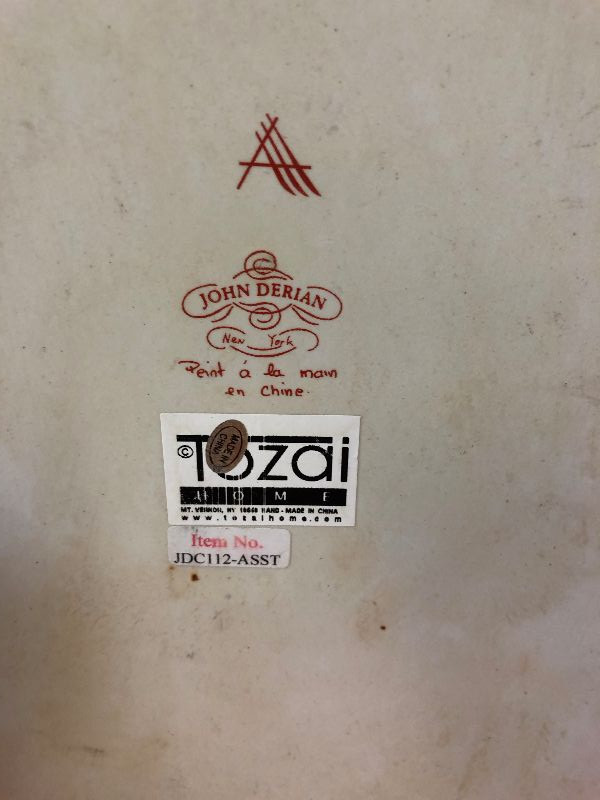 JOHN DERIAN
New York
Peint á la main
en Chine.
© Tozai
MADE IN
CHINA
HOME
MT. VERNON, NY 10550 HAND - MADE IN CHINA
www.tozaihome.com
Item No.
JDC112-ASST